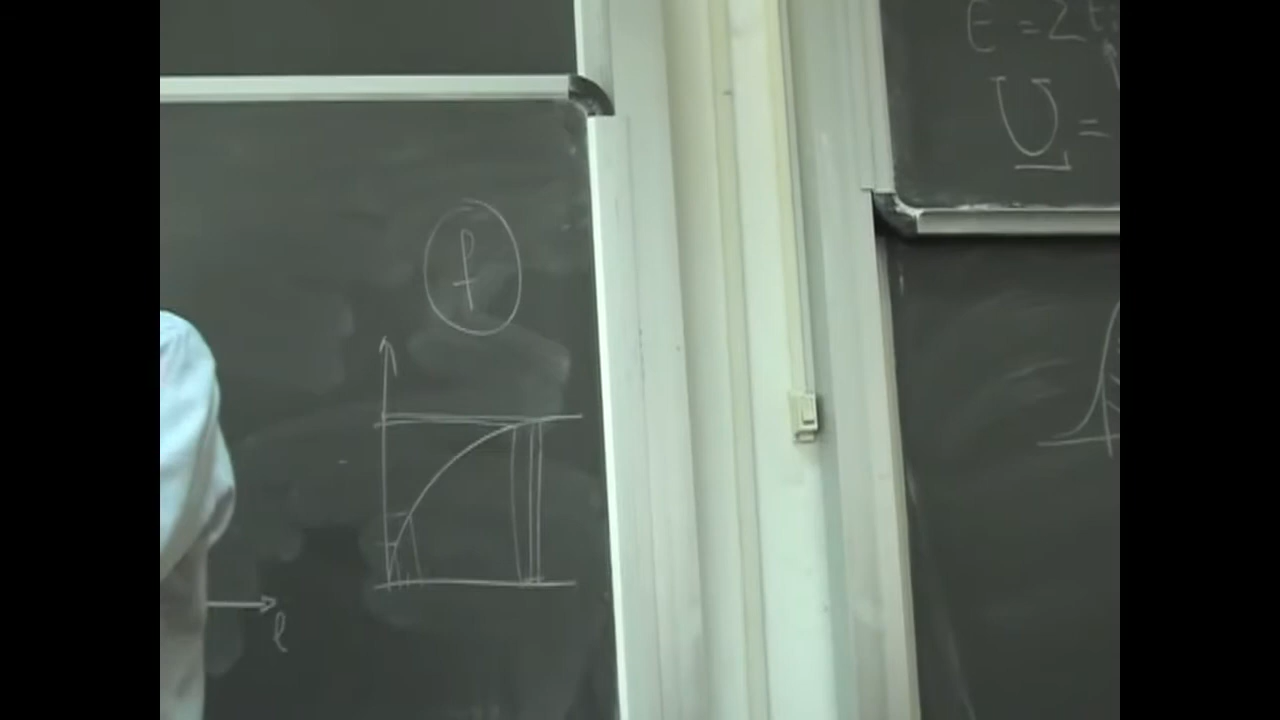 f
l
E = 2t
U =